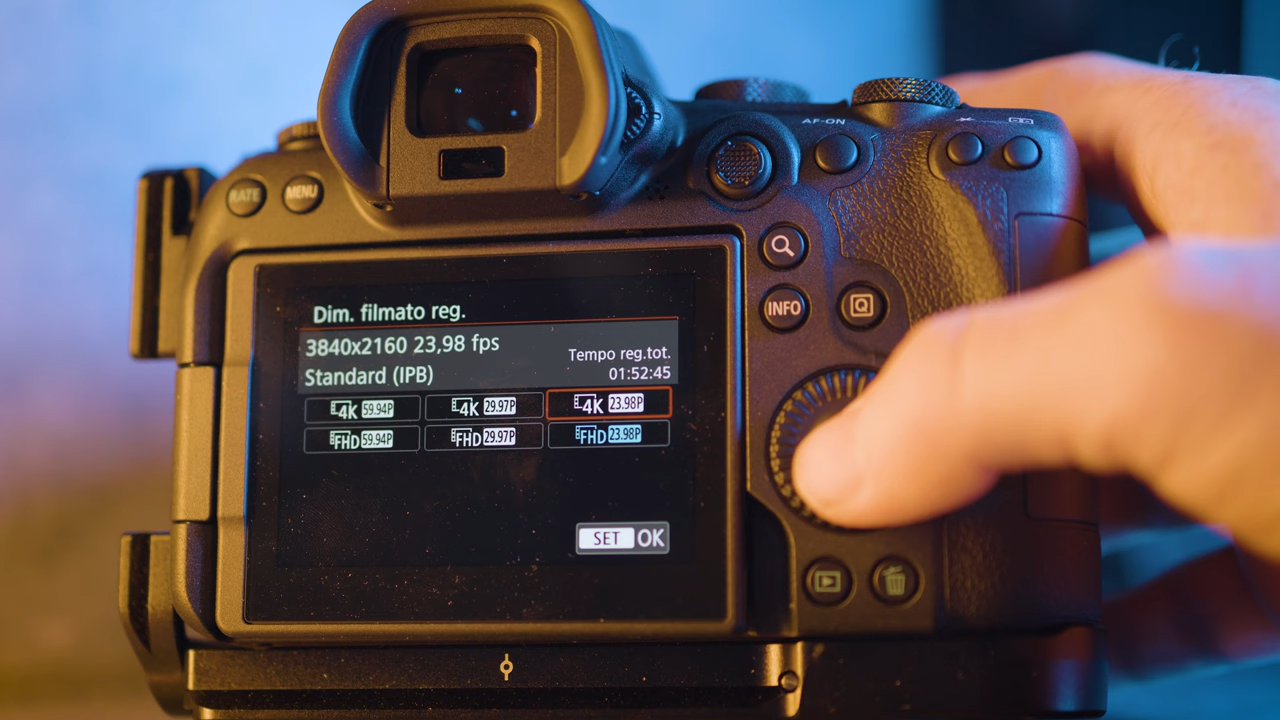 AF-ON
RATE
MENU
INFO
Q
Dim. filmato reg.
3840x2160 23,98 fps
Standard (IPB)
Tempo reg.tot.
01:52:45
4K 59.94P 4K 29.97P 4K 23.98P
FHD 59.94P FHD 29.97P FHD 23.98P
SET OK